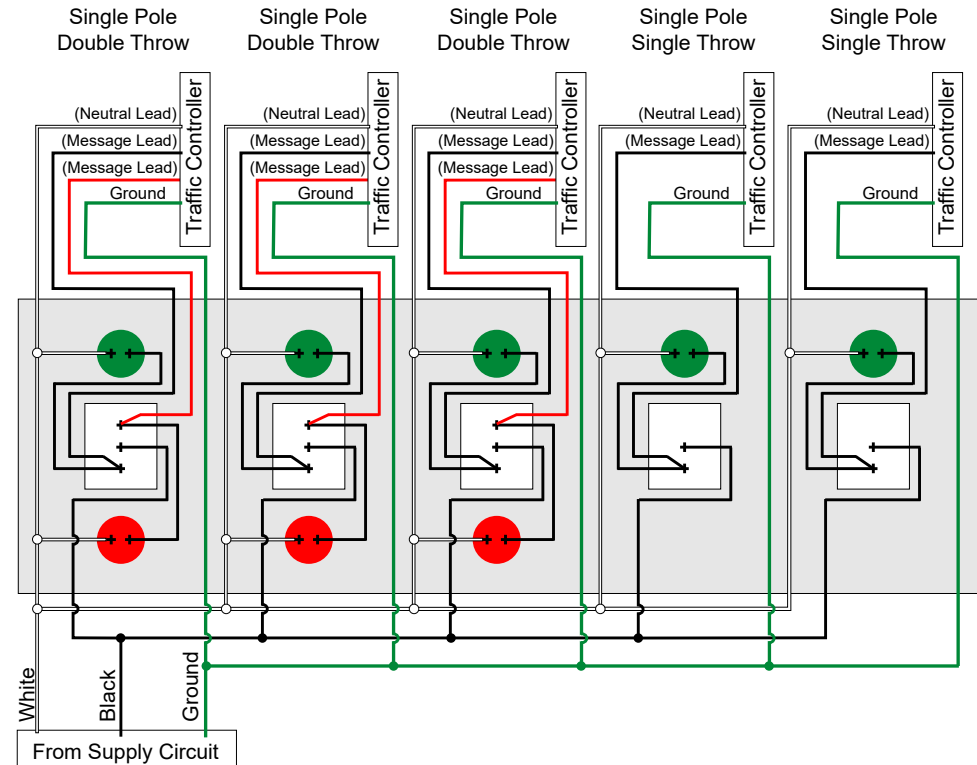 Single Pole
Double Throw
Single Pole
Double Throw
Single Pole
Double Throw
Single Pole
Single Throw
Single Pole
Single Throw
(Neutral Lead)
(Message Lead)
(Message Lead)
Ground
Traffic Controller
(Neutral Lead)
(Message Lead)
(Message Lead)
Ground
Traffic Controller
(Neutral Lead)
(Message Lead)
(Message Lead)
Ground
Traffic Controller
(Neutral Lead)
(Message Lead)
Ground
Traffic Controller
(Neutral Lead)
(Message Lead)
Ground
Traffic Controller
White
Black
Ground
From Supply Circuit